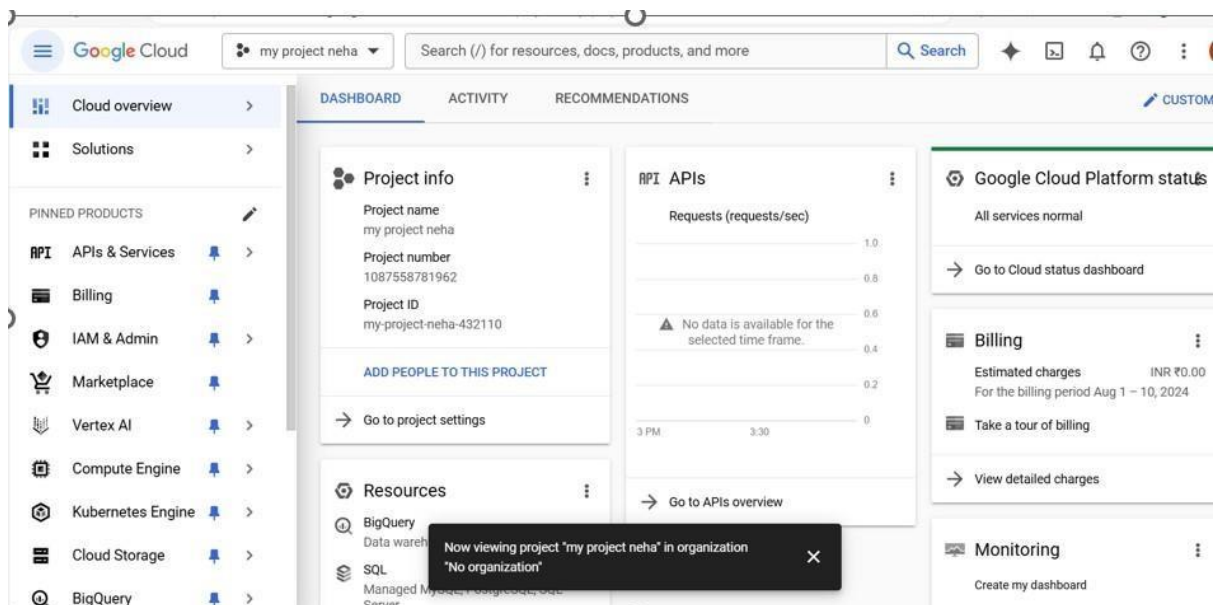 Google Cloud
my project neha
Search (/) for resources, docs, products, and more
Search
Cloud overview
Solutions
PINNED PRODUCTS
API APIs & Services
Billing
IAM & Admin
Marketplace
Vertex AI
Compute Engine
Kubernetes Engine
Cloud Storage
BigQuery
DASHBOARD ACTIVITY RECOMMENDATIONS
CUSTOM
Project info
Project name
my project neha
Project number
1087558781962
Project ID
my-project-neha-432110
ADD PEOPLE TO THIS PROJECT
Go to project settings
Resources
BigQuery
Data wareh
SQL
Managed
API APIs
Requests (requests/sec)
1.0
0.8
0.6
No data is available for the
selected time frame.
0.4
0.2
0
3 PM 3:30
Go to APIs overview
Now viewing project "my project neha" in organization
"No organization"
Google Cloud Platform status
All services normal
Go to Cloud status dashboard
Billing
Estimated charges INR ₹0.00
For the billing period Aug 1 – 10, 2024
Take a tour of billing
View detailed charges
Monitoring
Create my dashboard